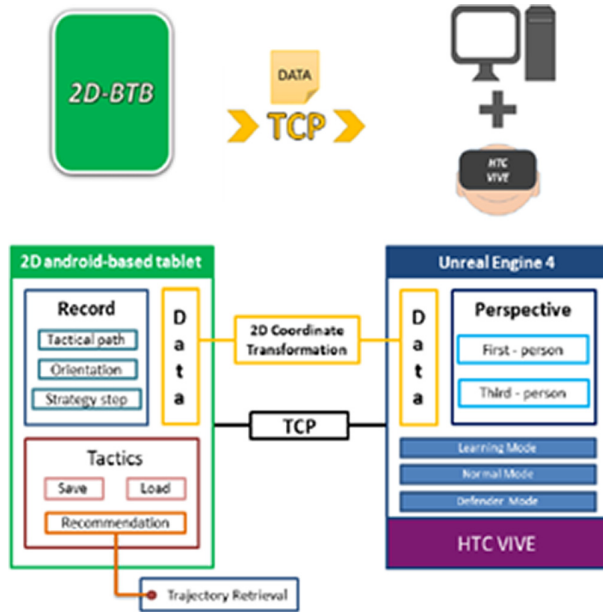 2D-BTB
DATA
TCP
HTC
VIVE
2D android-based tablet
Record
Tactical path
Orientation
Strategy step
Data
Tactics
Save
Load
Recommendation
Trajectory Retrieval
2D Coordinate
Transformation
TCP
Unreal Engine 4
Data
Perspective
First - person
Third - person
Learning Mode
Normal Mode
Defender Mode
HTC VIVE